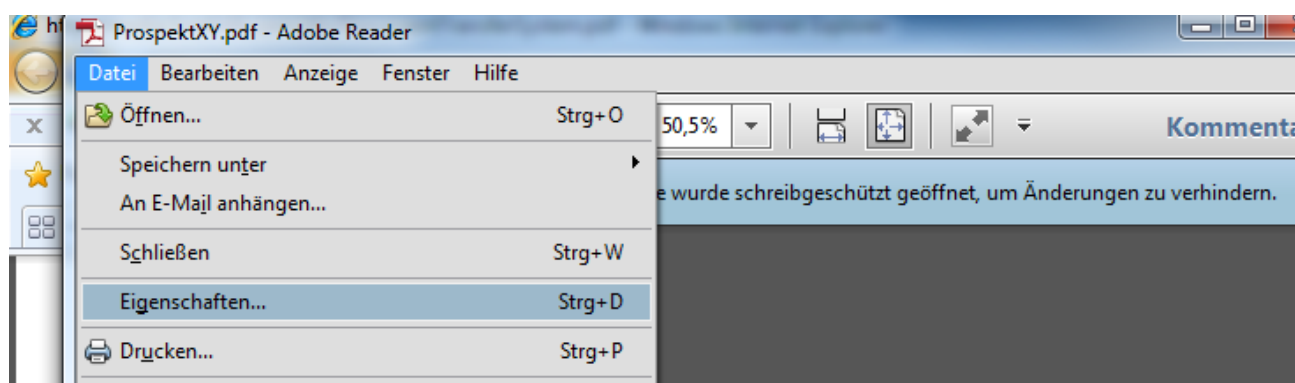 ProspektXY.pdf - Adobe Reader
Datei Bearbeiten Anzeige Fenster Hilfe
Öffnen... Strg+O
50,5%
Kommenta
Speichern unter
An E-Mail anhängen...
e wurde schreibgeschützt geöffnet, um Änderungen zu verhindern.
Schließen Strg+W
Eigenschaften... Strg+D
Drucken... Strg+P